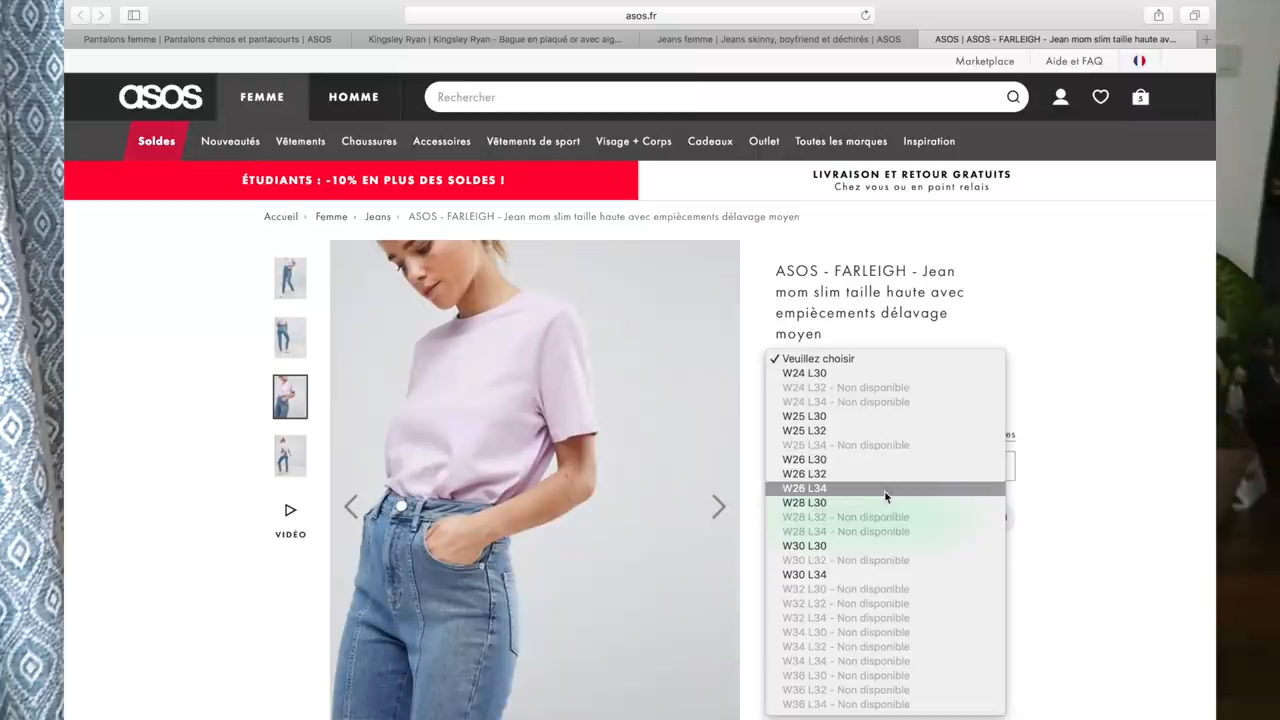 asos.fr
Pantalons femme | Pantalons chinos et pantacourts | ASOS
Kingsley Ryan | Kingsley Ryan - Bague en plaqué or avec aig...
Jeans femme | Jeans skinny, boyfriend et déchirés | ASOS
ASOS | ASOS - FARLEIGH - Jean mom slim taille haute av...
Marketplace
Aide et FAQ
asos
FEMME
HOMME
Rechercher
5
Soldes
Nouveautés
Vêtements
Chaussures
Accessoires
Vêtements de sport
Visage + Corps
Cadeaux
Outlet
Toutes les marques
Inspiration
ÉTUDIANTS : -10% EN PLUS DES SOLDES !
LIVRAISON ET RETOUR GRATUITS
Chez vous ou en point relais
Accueil › Femme › Jeans › ASOS - FARLEIGH - Jean mom slim taille haute avec empiècements délavage moyen
ASOS - FARLEIGH - Jean
mom slim taille haute avec
empiècements délavage
moyen
✓ Veuillez choisir
W24 L30
W24 L32 - Non disponible
W24 L34 - Non disponible
W25 L30
W25 L32
W25 L34 - Non disponible
W26 L30
W26 L32
W26 L34
W28 L30
W28 L32 - Non disponible
W28 L34 - Non disponible
W30 L30
W30 L32 - Non disponible
W30 L34
W32 L30 - Non disponible
W32 L32 - Non disponible
W32 L34 - Non disponible
W34 L30 - Non disponible
W34 L32 - Non disponible
W34 L34 - Non disponible
W36 L30 - Non disponible
W36 L32 - Non disponible
W36 L34 - Non disponible
es
VIDÉO